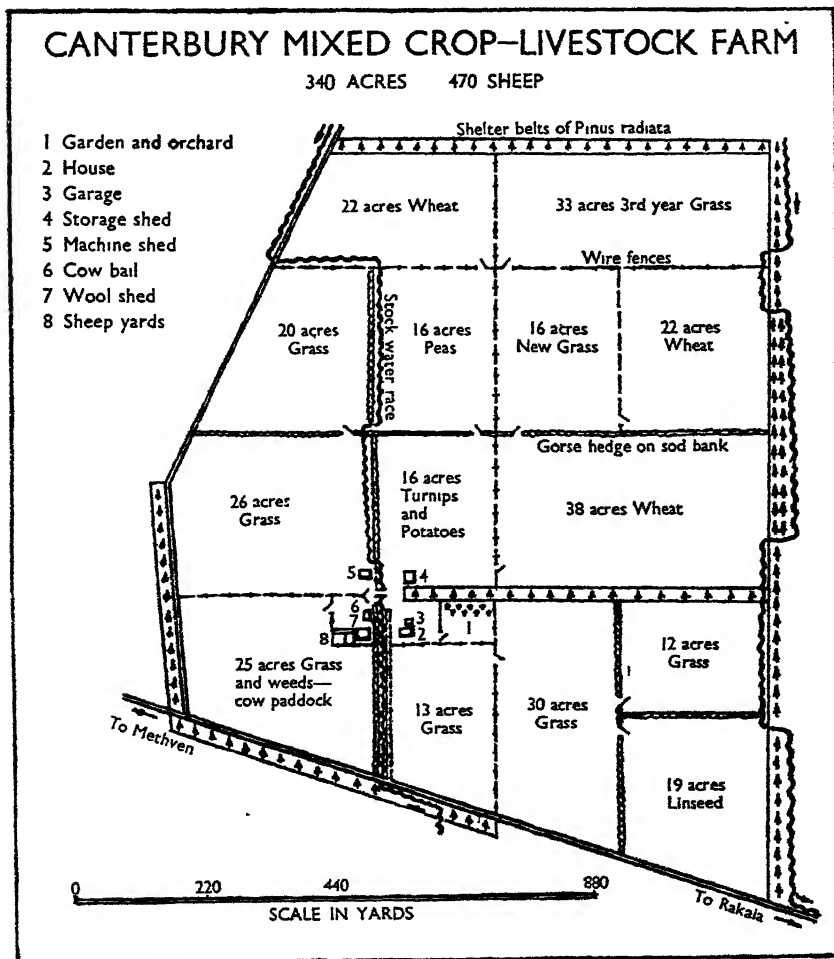 CANTERBURY MIXED CROP–LIVESTOCK FARM
340 ACRES 470 SHEEP
1 Garden and orchard
2 House
3 Garage
4 Storage shed
5 Machine shed
6 Cow bail
7 Wool shed
8 Sheep yards
Shelter belts of Pinus radiata
22 acres Wheat
33 acres 3rd year Grass
Wire fences
20 acres
Grass
Stock water race
16 acres
Peas
16 acres
New Grass
22 acres
Wheat
Gorse hedge on sod bank
26 acres
Grass
16 acres
Turnips
and
Potatoes
38 acres Wheat
5
4
6
7
8
3
2
1
25 acres Grass
and weeds—
cow paddock
13 acres
Grass
30 acres
Grass
12 acres
Grass
19 acres
Linseed
To Methven
To Rakaia
0 220 440 880
SCALE IN YARDS